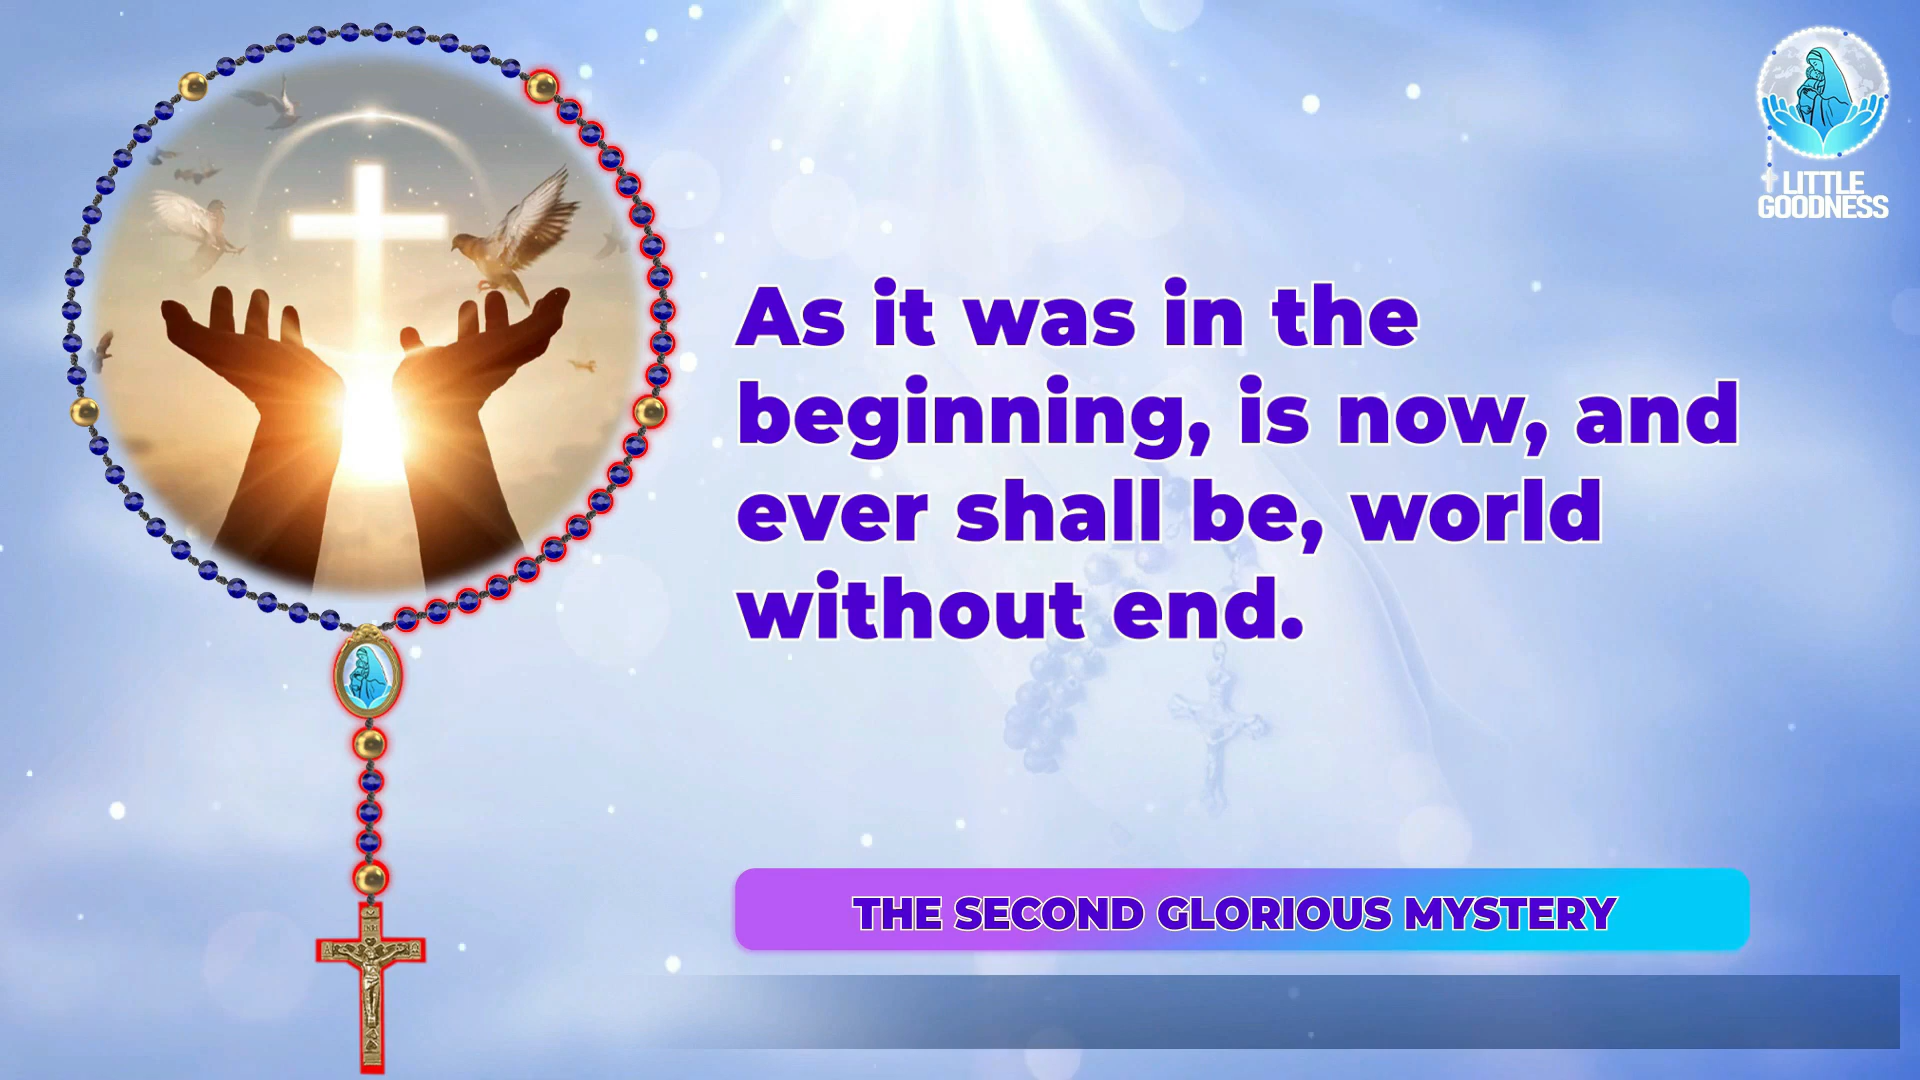 LITTLE
GOODNESS
As it was in the
beginning, is now, and
ever shall be, world
without end.
THE SECOND GLORIOUS MYSTERY